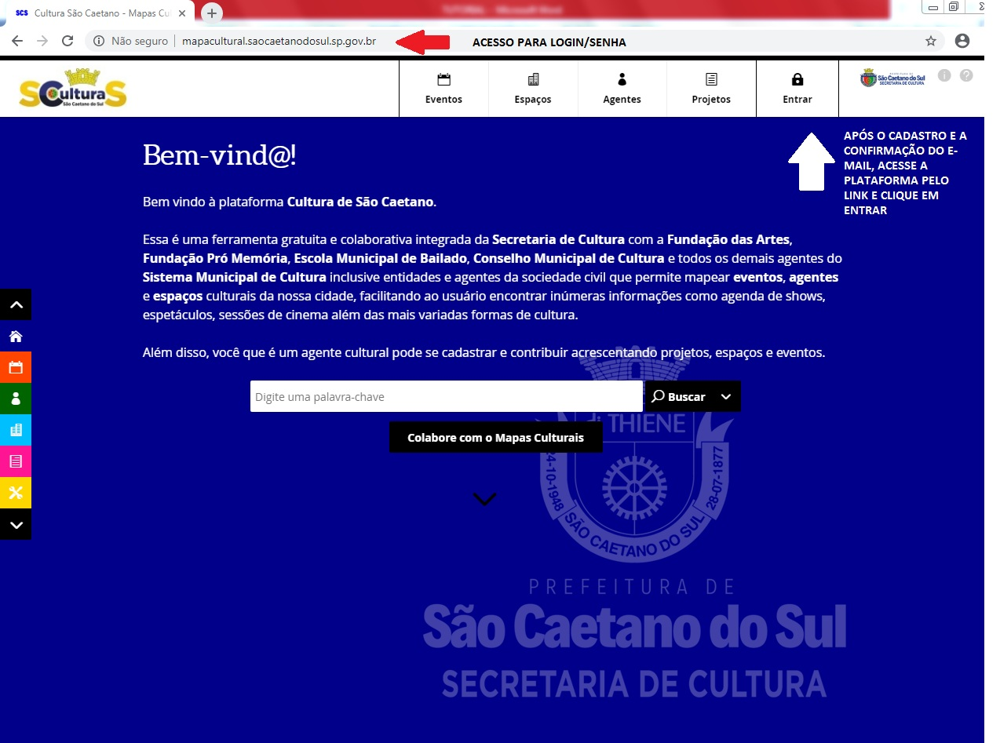 TUTORIAL - Microsoft Word
SCS Cultura São Caetano - Mapas Cul
Não seguro | mapacultural.saocaetanodosul.sp.gov.br
ACESSO PARA LOGIN/SENHA
SCulturaS
São Caetano do Sul
Eventos
Espaços
Agentes
Projetos
Entrar
PREFEITURA DE
São Caetano do Sul
SECRETARIA DE CULTURA
APÓS O CADASTRO E A
CONFIRMAÇÃO DO E-
MAIL, ACESSE A
PLATAFORMA PELO
LINK E CLIQUE EM
ENTRAR
Bem-vind@!
Bem vindo à plataforma Cultura de São Caetano.
Essa é uma ferramenta gratuita e colaborativa integrada da Secretaria de Cultura com a Fundação das Artes,
Fundação Pró Memória, Escola Municipal de Bailado, Conselho Municipal de Cultura e todos os demais agentes do
Sistema Municipal de Cultura inclusive entidades e agentes da sociedade civil que permite mapear eventos, agentes
e espaços culturais da nossa cidade, facilitando ao usuário encontrar inúmeras informações como agenda de shows,
espetáculos, sessões de cinema além das mais variadas formas de cultura.
Além disso, você que é um agente cultural pode se cadastrar e contribuir acrescentando projetos, espaços e eventos.
Digite uma palavra-chave
Buscar
Colabore com o Mapas Culturais
di THIENE
24-10-1948
28-07-1877
SÃO CAETANO DO SUL
PREFEITURA DE
São Caetano do Sul
SECRETARIA DE CULTURA